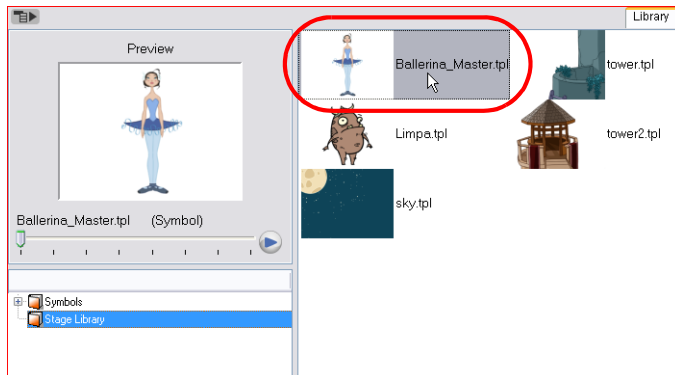 Library
Preview
Ballerina_Master.tpl (Symbol)
Symbols
Stage Library
Ballerina_Master.tpl
tower.tpl
Limpa.tpl
tower2.tpl
sky.tpl